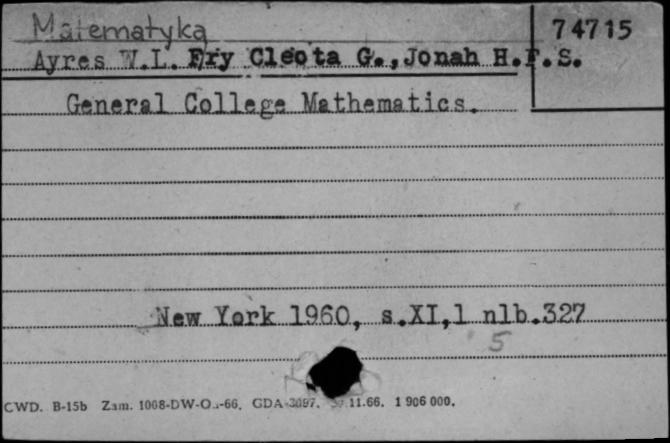 Matematyka 74715
Ayres W.L. Fry Cleota G., Jonah H.F.S.
General College Mathematics.
New York 1960, s.XI,1 nlb.327
5
CWD. B-15b Zam. 1068-DW-O -66. GDA 11.66. 1 906 000.